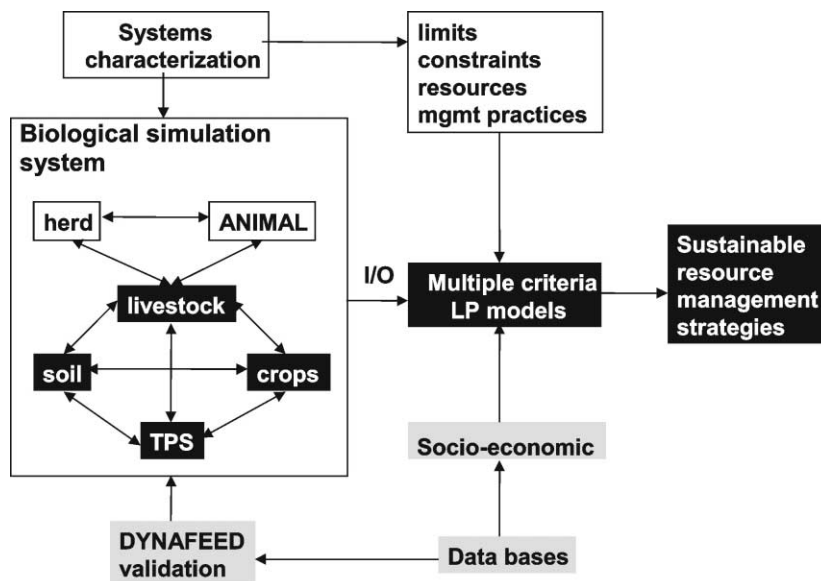 Systems
characterization
limits
constraints
resources
mgmt practices
Biological simulation
system
herd
ANIMAL
livestock
soil
crops
TPS
I/O
Multiple criteria
LP models
Sustainable
resource
management
strategies
Socio-economic
DYNAFEED
validation
Data bases